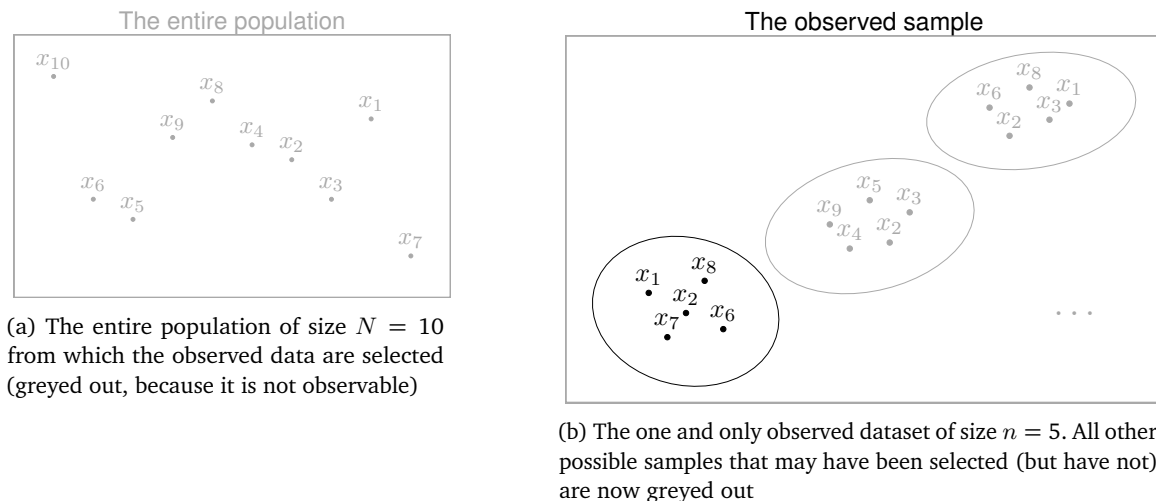 The entire population
x10
x8
x1
x9
x4
x2
x6
x3
x5
x7
(a) The entire population of size N = 10
from which the observed data are selected
(greyed out, because it is not observable)
The observed sample
x8
x6
x1
x3
x2
x5
x3
x9
x2
x4
x8
x1
x2
x7
x6
...
(b) The one and only observed dataset of size n = 5. All other
possible samples that may have been selected (but have not)
are now greyed out